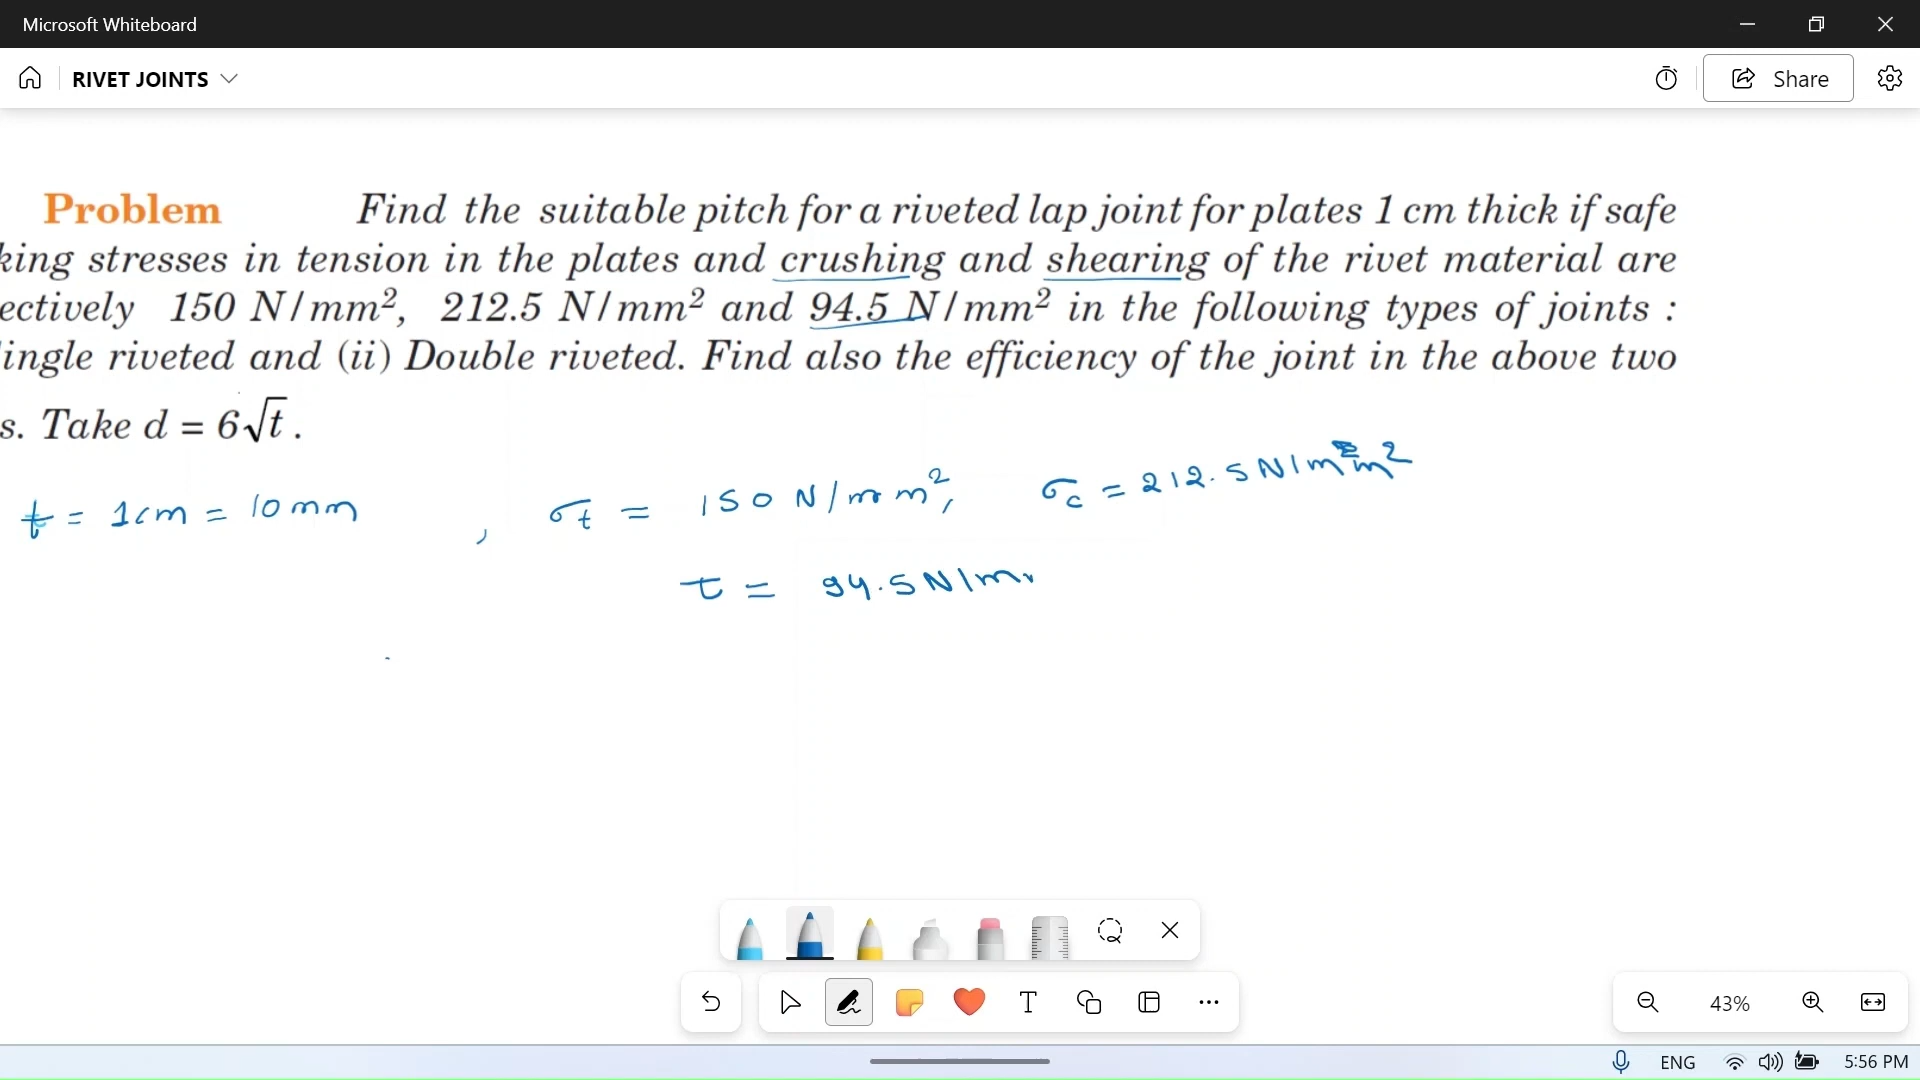 Microsoft Whiteboard
RIVET JOINTS
Share
Problem Find the suitable pitch for a riveted lap joint for plates 1 cm thick if safe
king stresses in tension in the plates and crushing and shearing of the rivet material are
ectively 150 N/mm², 212.5 N/mm² and 94.5 N/mm² in the following types of joints :
ingle riveted and (ii) Double riveted. Find also the efficiency of the joint in the above two
s. Take d = 6√t .
t = 1cm = 10mm , σt = 150 N/mm², σc = 212.5 N/mm²
τ = 94.5 N/m
43%
ENG
5:56 PM